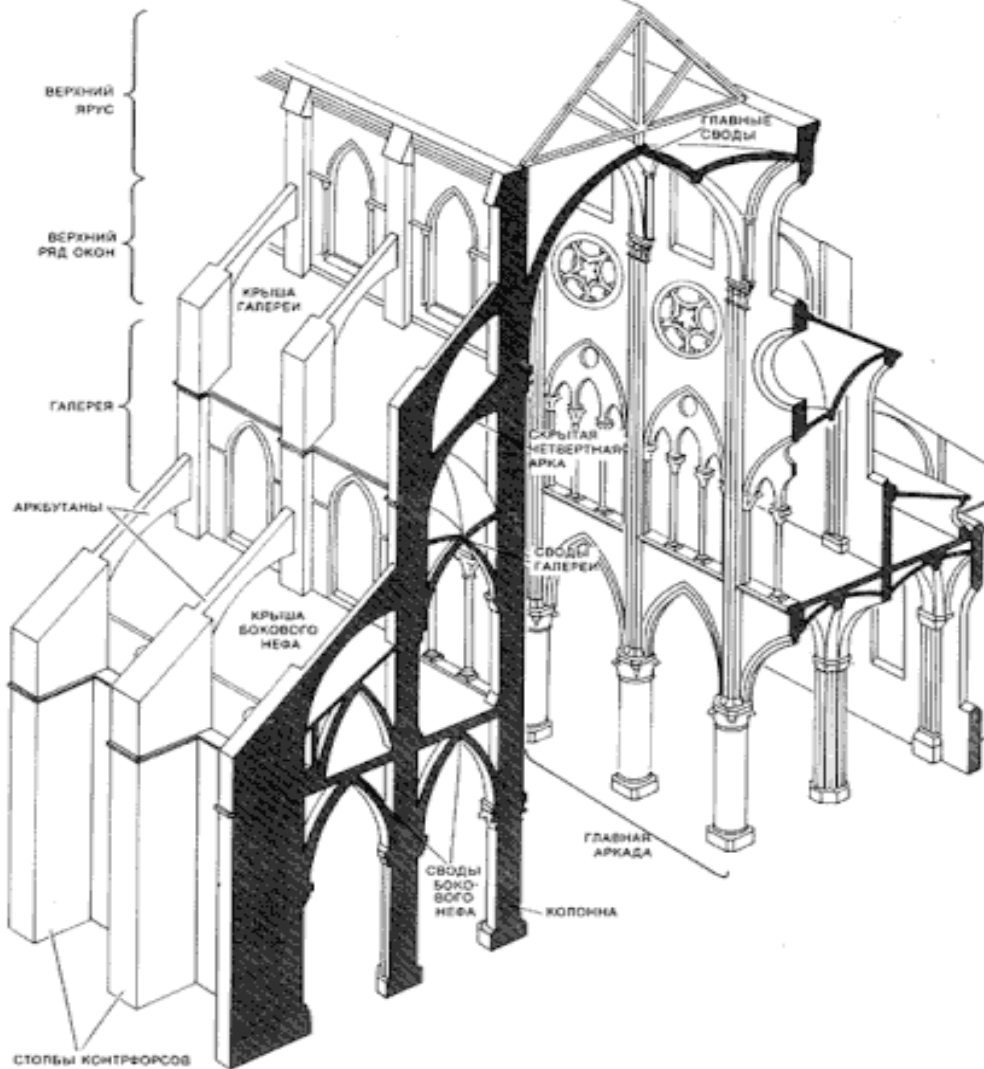 ВЕРХНИЙ
ЯРУС
ГЛАВНЫЕ
СВОДЫ
ВЕРХНИЙ
РЯД ОКОН
КРЫША
ГАЛЕРЕИ
ГАЛЕРЕЯ
СКРЫТАЯ
ЧЕТВЕРТНАЯ
АРКА
АРКБУТАНЫ
СВОДЫ
ГАЛЕРЕИ
КРЫША
БОКОВОГО
НЕФА
ГЛАВНАЯ
АРКАДА
СВОДЫ
БОКО-
ВОГО
НЕФА
КОЛОННА
СТОЛБЫ КОНТРФОРСОВ